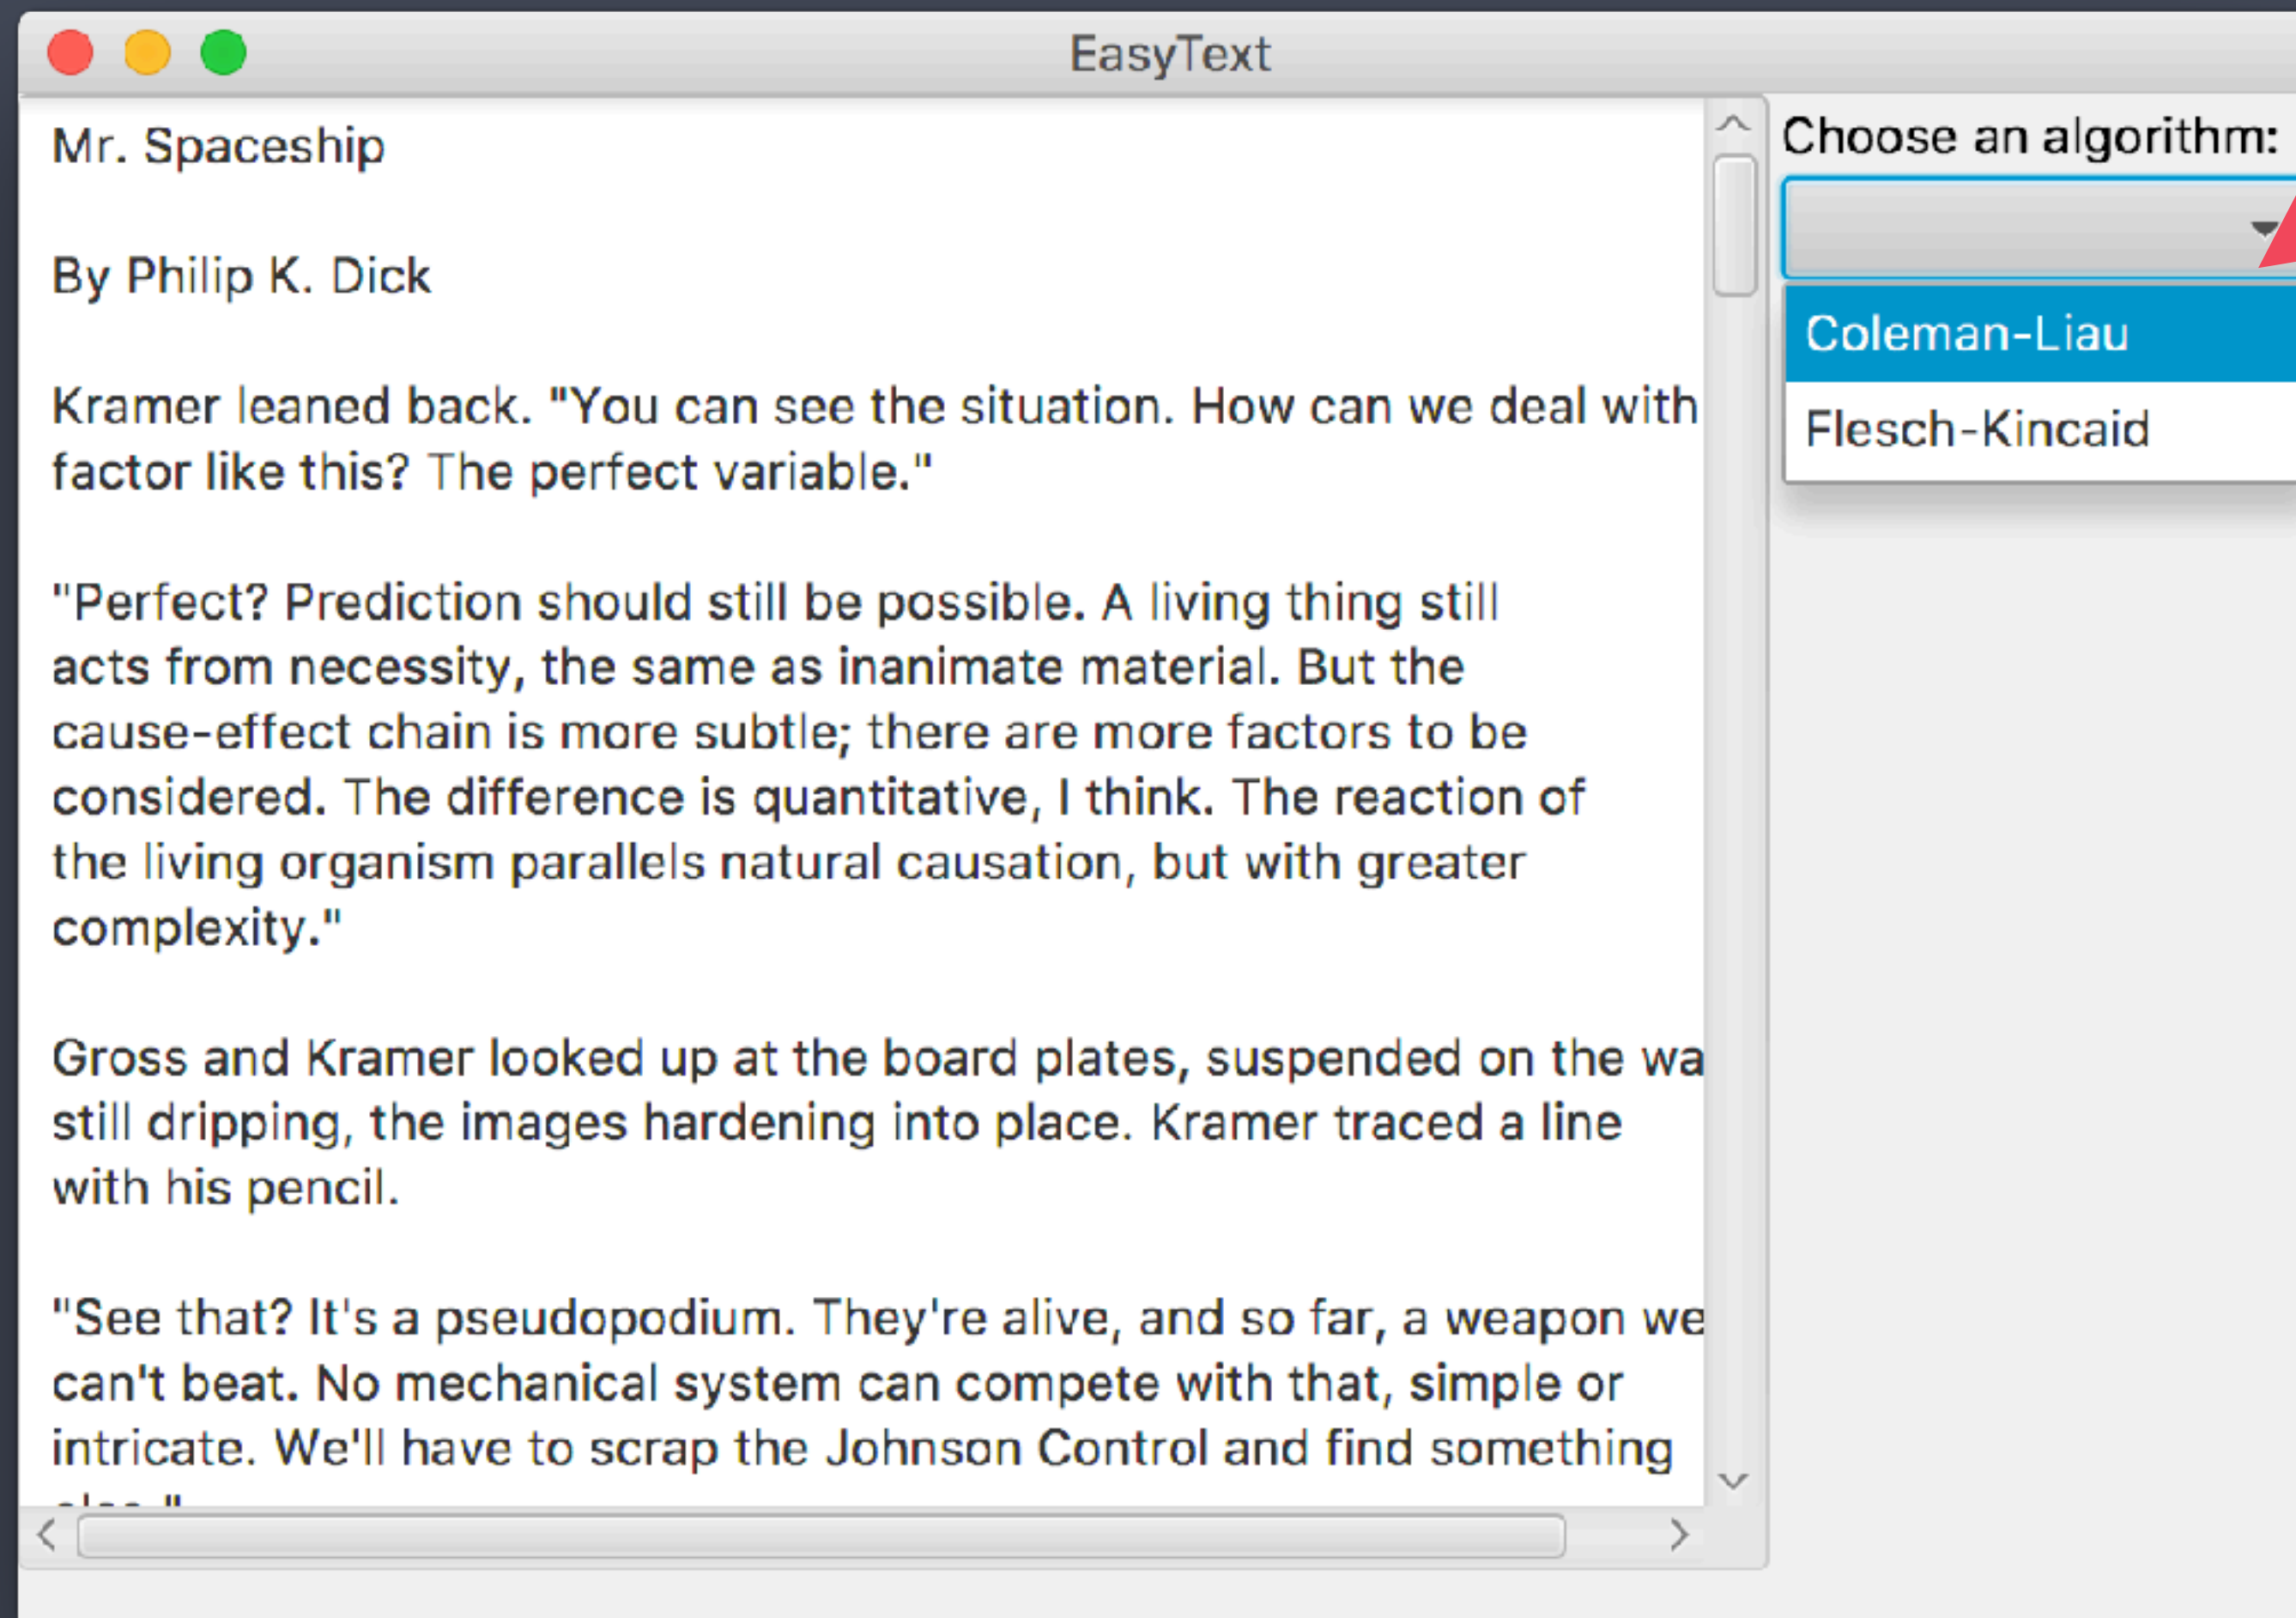 EasyText
Mr. Spaceship
By Philip K. Dick
Kramer leaned back. "You can see the situation. How can we deal with
factor like this? The perfect variable."
"Perfect? Prediction should still be possible. A living thing still
acts from necessity, the same as inanimate material. But the
cause-effect chain is more subtle; there are more factors to be
considered. The difference is quantitative, I think. The reaction of
the living organism parallels natural causation, but with greater
complexity."
Gross and Kramer looked up at the board plates, suspended on the wa
still dripping, the images hardening into place. Kramer traced a line
with his pencil.
"See that? It's a pseudopodium. They're alive, and so far, a weapon we
can't beat. No mechanical system can compete with that, simple or
intricate. We'll have to scrap the Johnson Control and find something
Choose an algorithm:
Coleman-Liau
Flesch-Kincaid